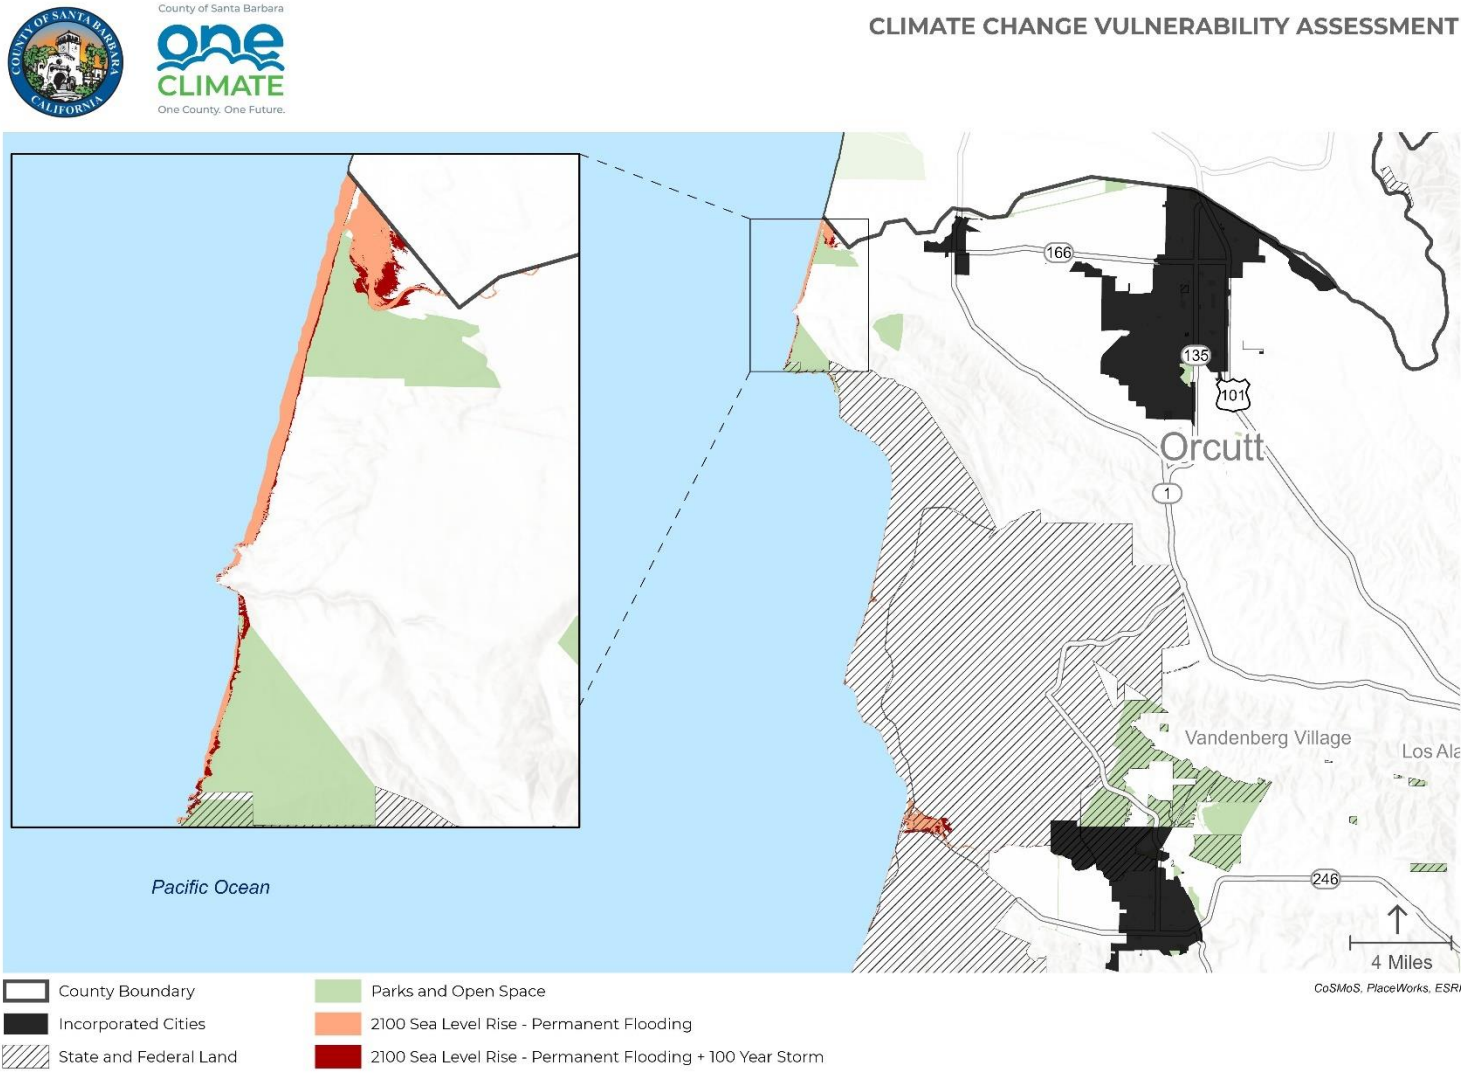 County of Santa Barbara
one
CLIMATE
One County. One Future.
COUNTY OF SANTA BARBARA
CALIFORNIA
CLIMATE CHANGE VULNERABILITY ASSESSMENT
166
135
101
Orcutt
1
Vandenberg Village
Los Ala
246
4 Miles
Pacific Ocean
CoSMoS, PlaceWorks, ESRI
County Boundary
Parks and Open Space
Incorporated Cities
2100 Sea Level Rise - Permanent Flooding
State and Federal Land
2100 Sea Level Rise - Permanent Flooding + 100 Year Storm